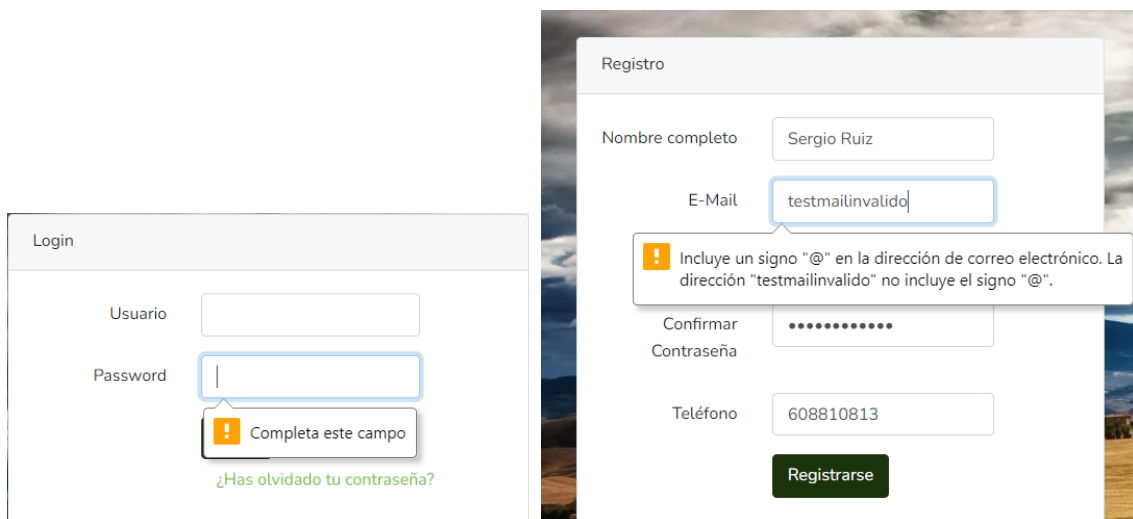 Login
Usuario
Password
! Completa este campo
¿Has olvidado tu contraseña?
Registro
Nombre completo
Sergio Ruiz
E-Mail
testmailinvalido
! Incluye un signo "@" en la dirección de correo electrónico. La
dirección "testmailinvalido" no incluye el signo "@".
Confirmar
Contraseña
••••••••••••
Teléfono
608810813
Registrarse